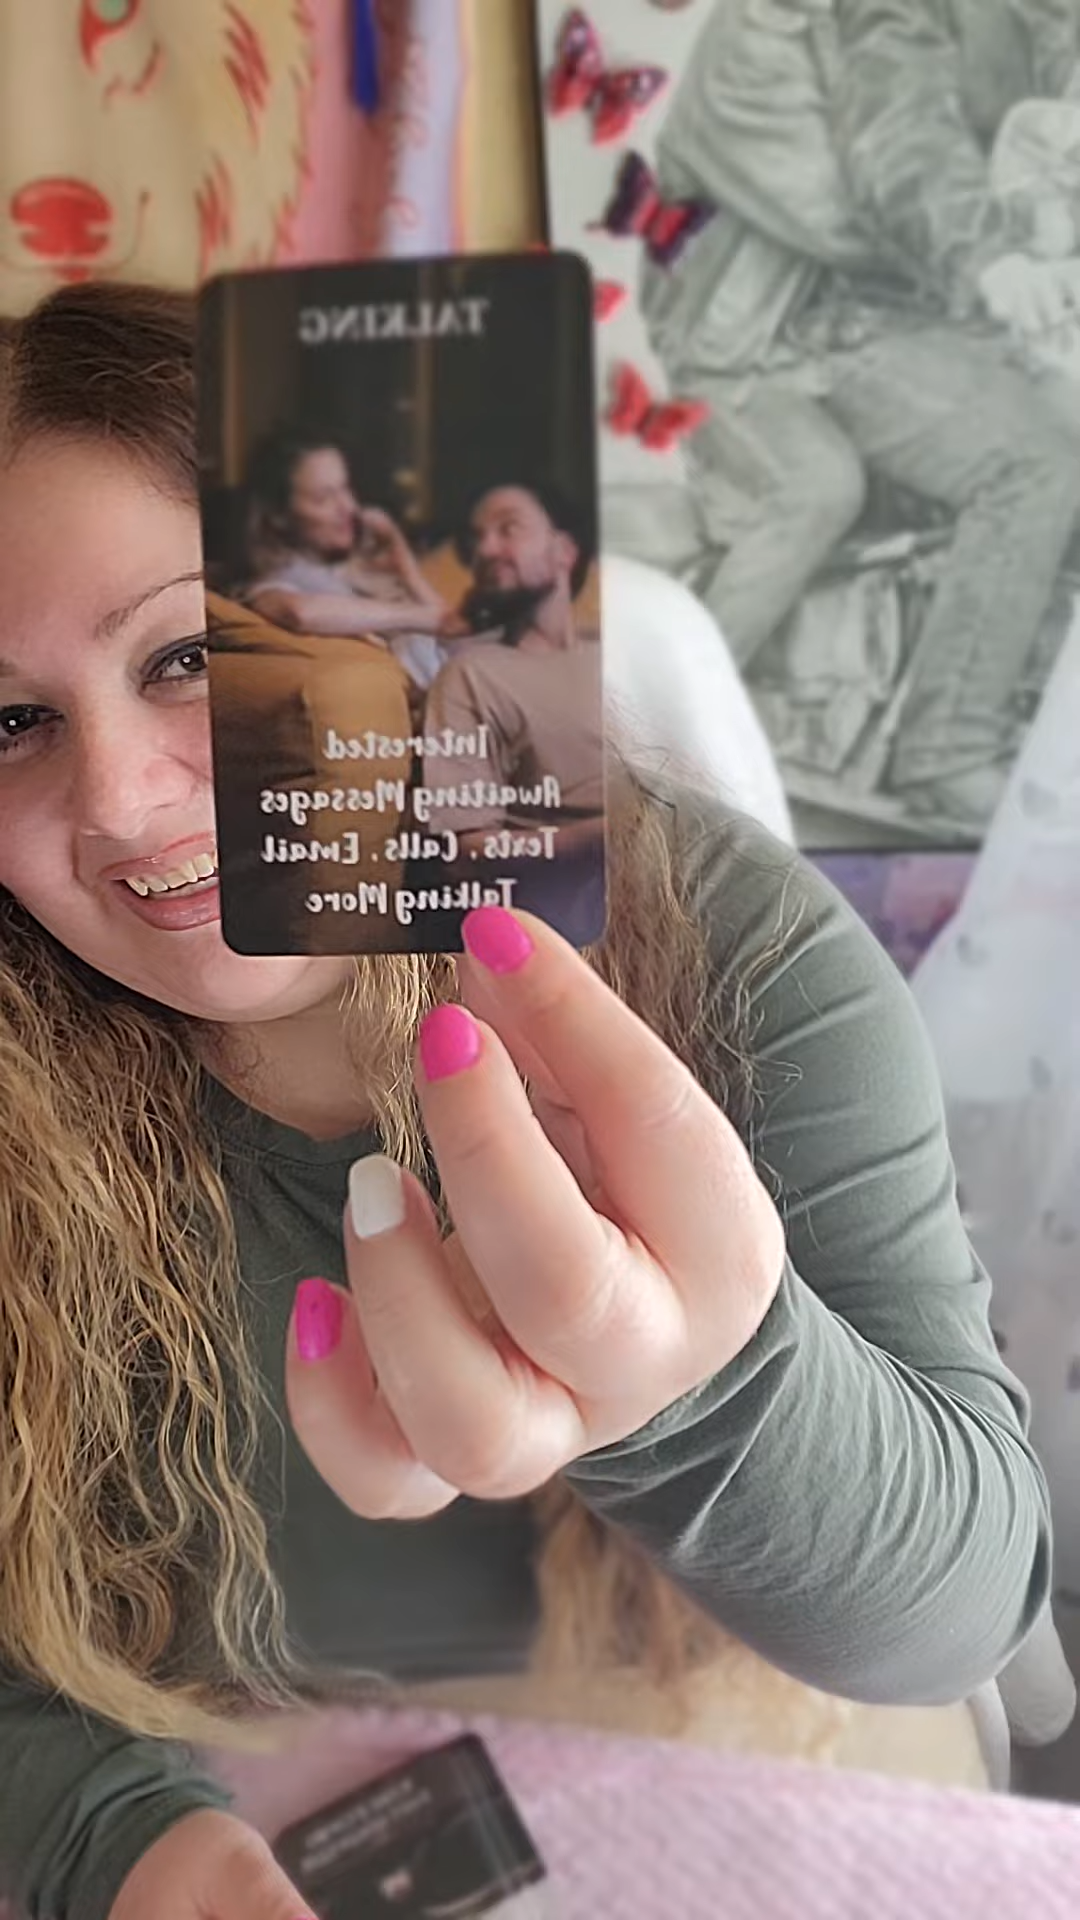 TALKING
Interested
Awaiting Messages
Texts, Calls, Email
Talking More